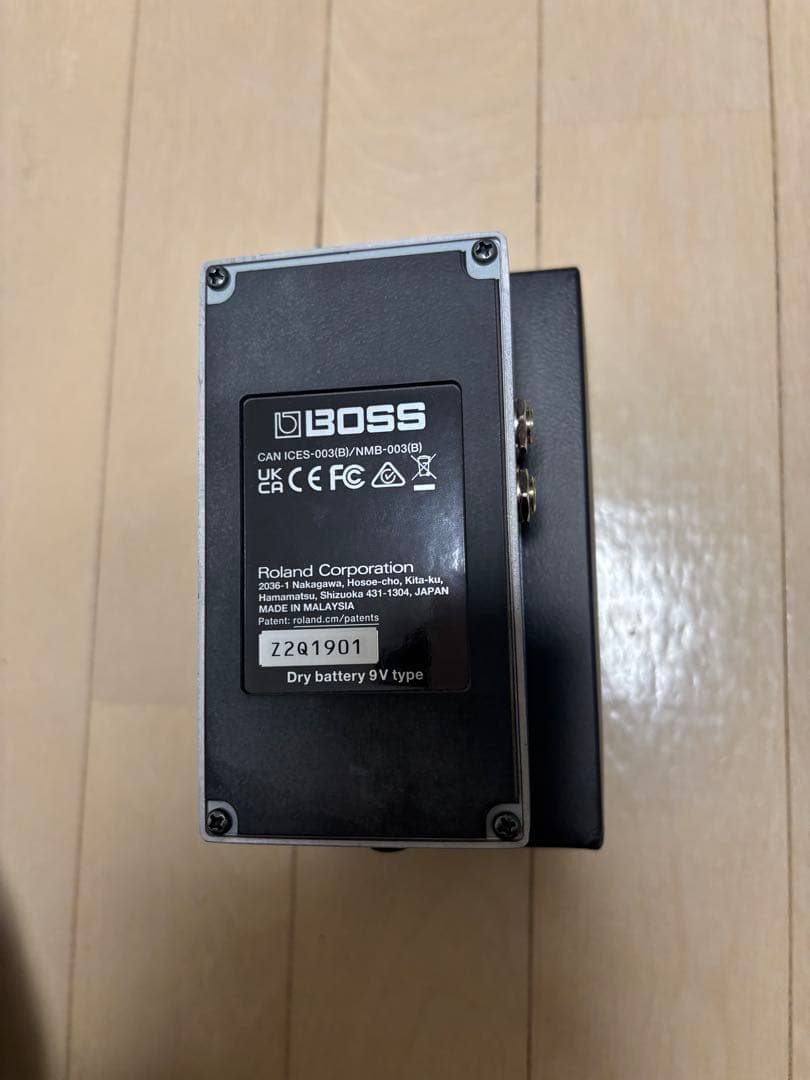 BOSS
CAN ICES-003(B)/NMB-003(B)
UK
CA CE FC
Roland Corporation
2036-1 Nakagawa, Hosoe-cho, Kita-ku,
Hamamatsu, Shizuoka 431-1304, JAPAN
MADE IN MALAYSIA
Patent: roland.cm/patents
Z2Q1901
Dry battery 9V type